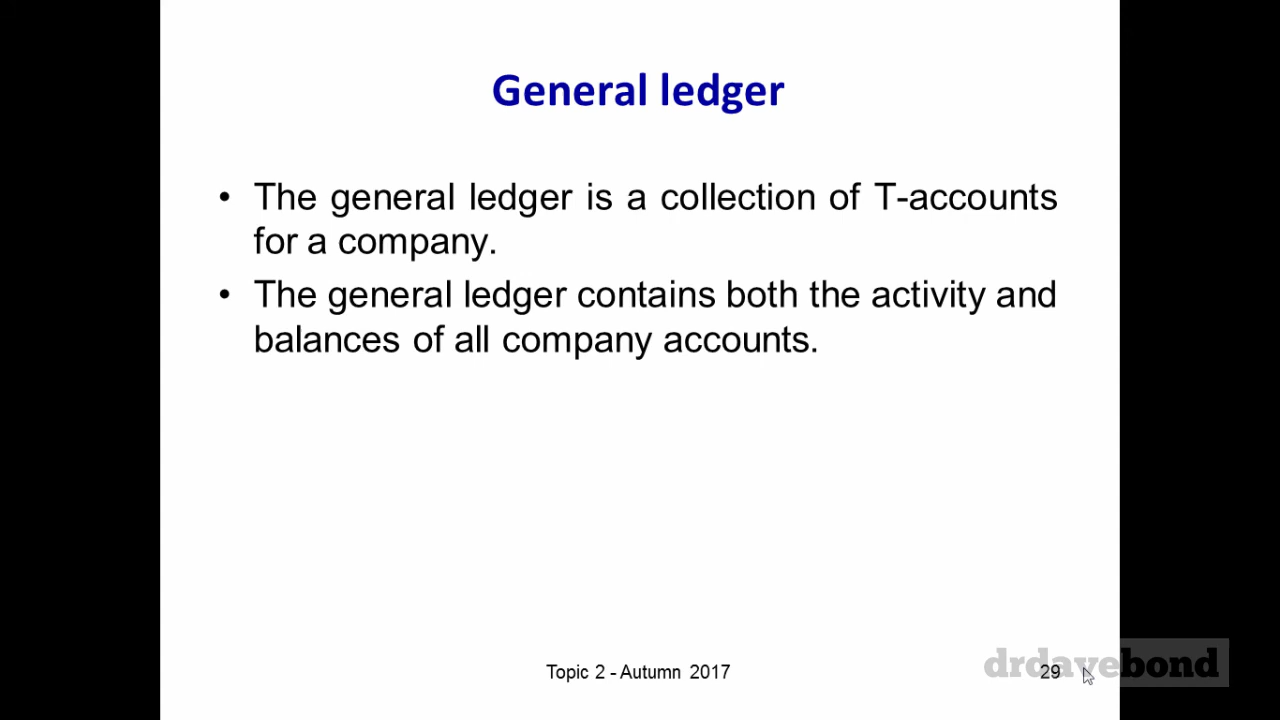 General ledger
• The general ledger is a collection of T-accounts
for a company.
• The general ledger contains both the activity and
balances of all company accounts.
Topic 2 - Autumn 2017
29
drdavebond